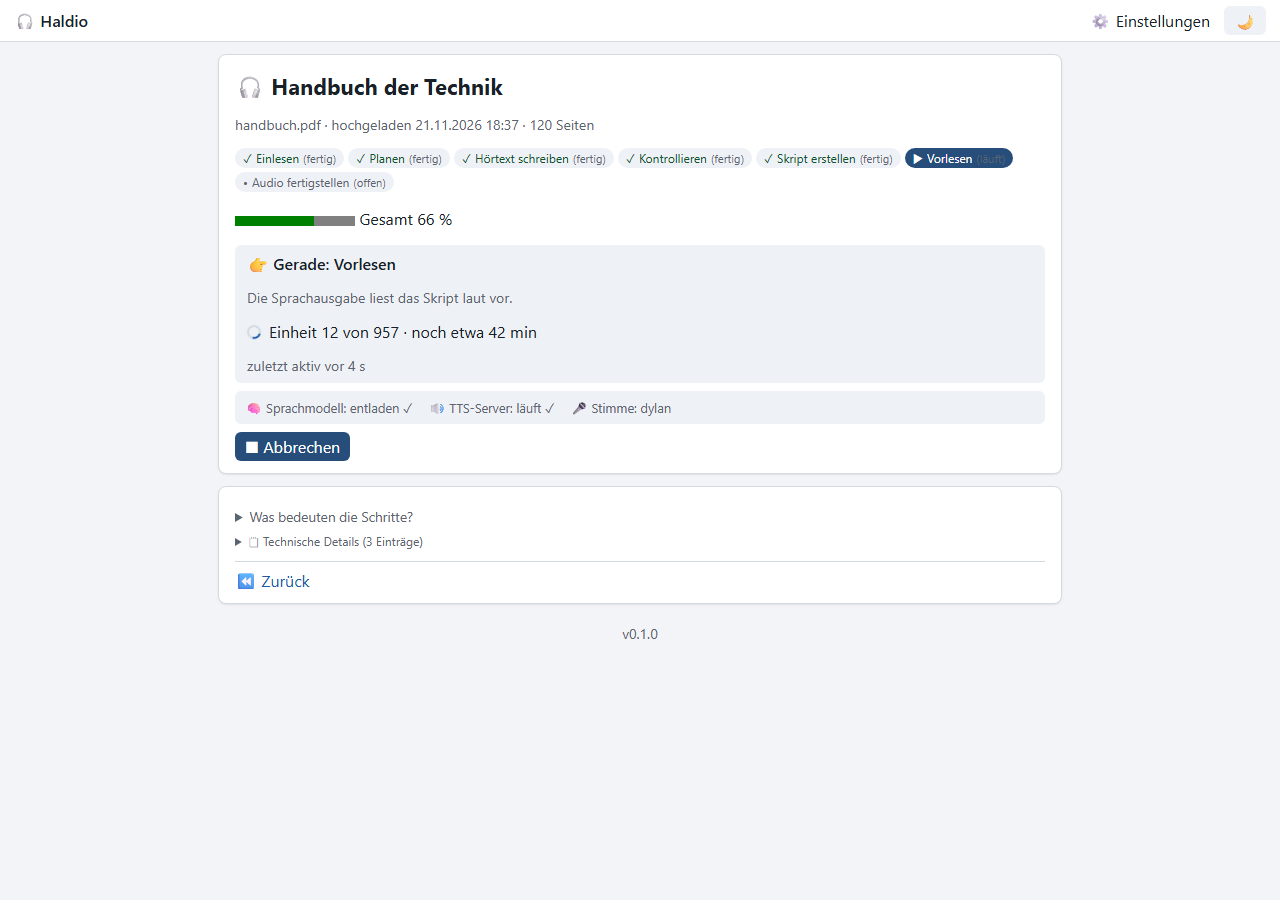 Haldio
Einstellungen
Handbuch der Technik
handbuch.pdf · hochgeladen 21.11.2026 18:37 · 120 Seiten
✓ Einlesen (fertig) ✓ Planen (fertig) ✓ Hörtext schreiben (fertig) ✓ Kontrollieren (fertig) ✓ Skript erstellen (fertig) ▶ Vorlesen (läuft)
• Audio fertigstellen (offen)
Gesamt 66 %
Gerade: Vorlesen
Die Sprachausgabe liest das Skript laut vor.
Einheit 12 von 957 · noch etwa 42 min
zuletzt aktiv vor 4 s
Sprachmodell: entladen ✓ TTS-Server: läuft ✓ Stimme: dylan
Abbrechen
Was bedeuten die Schritte?
Technische Details (3 Einträge)
Zurück
v0.1.0